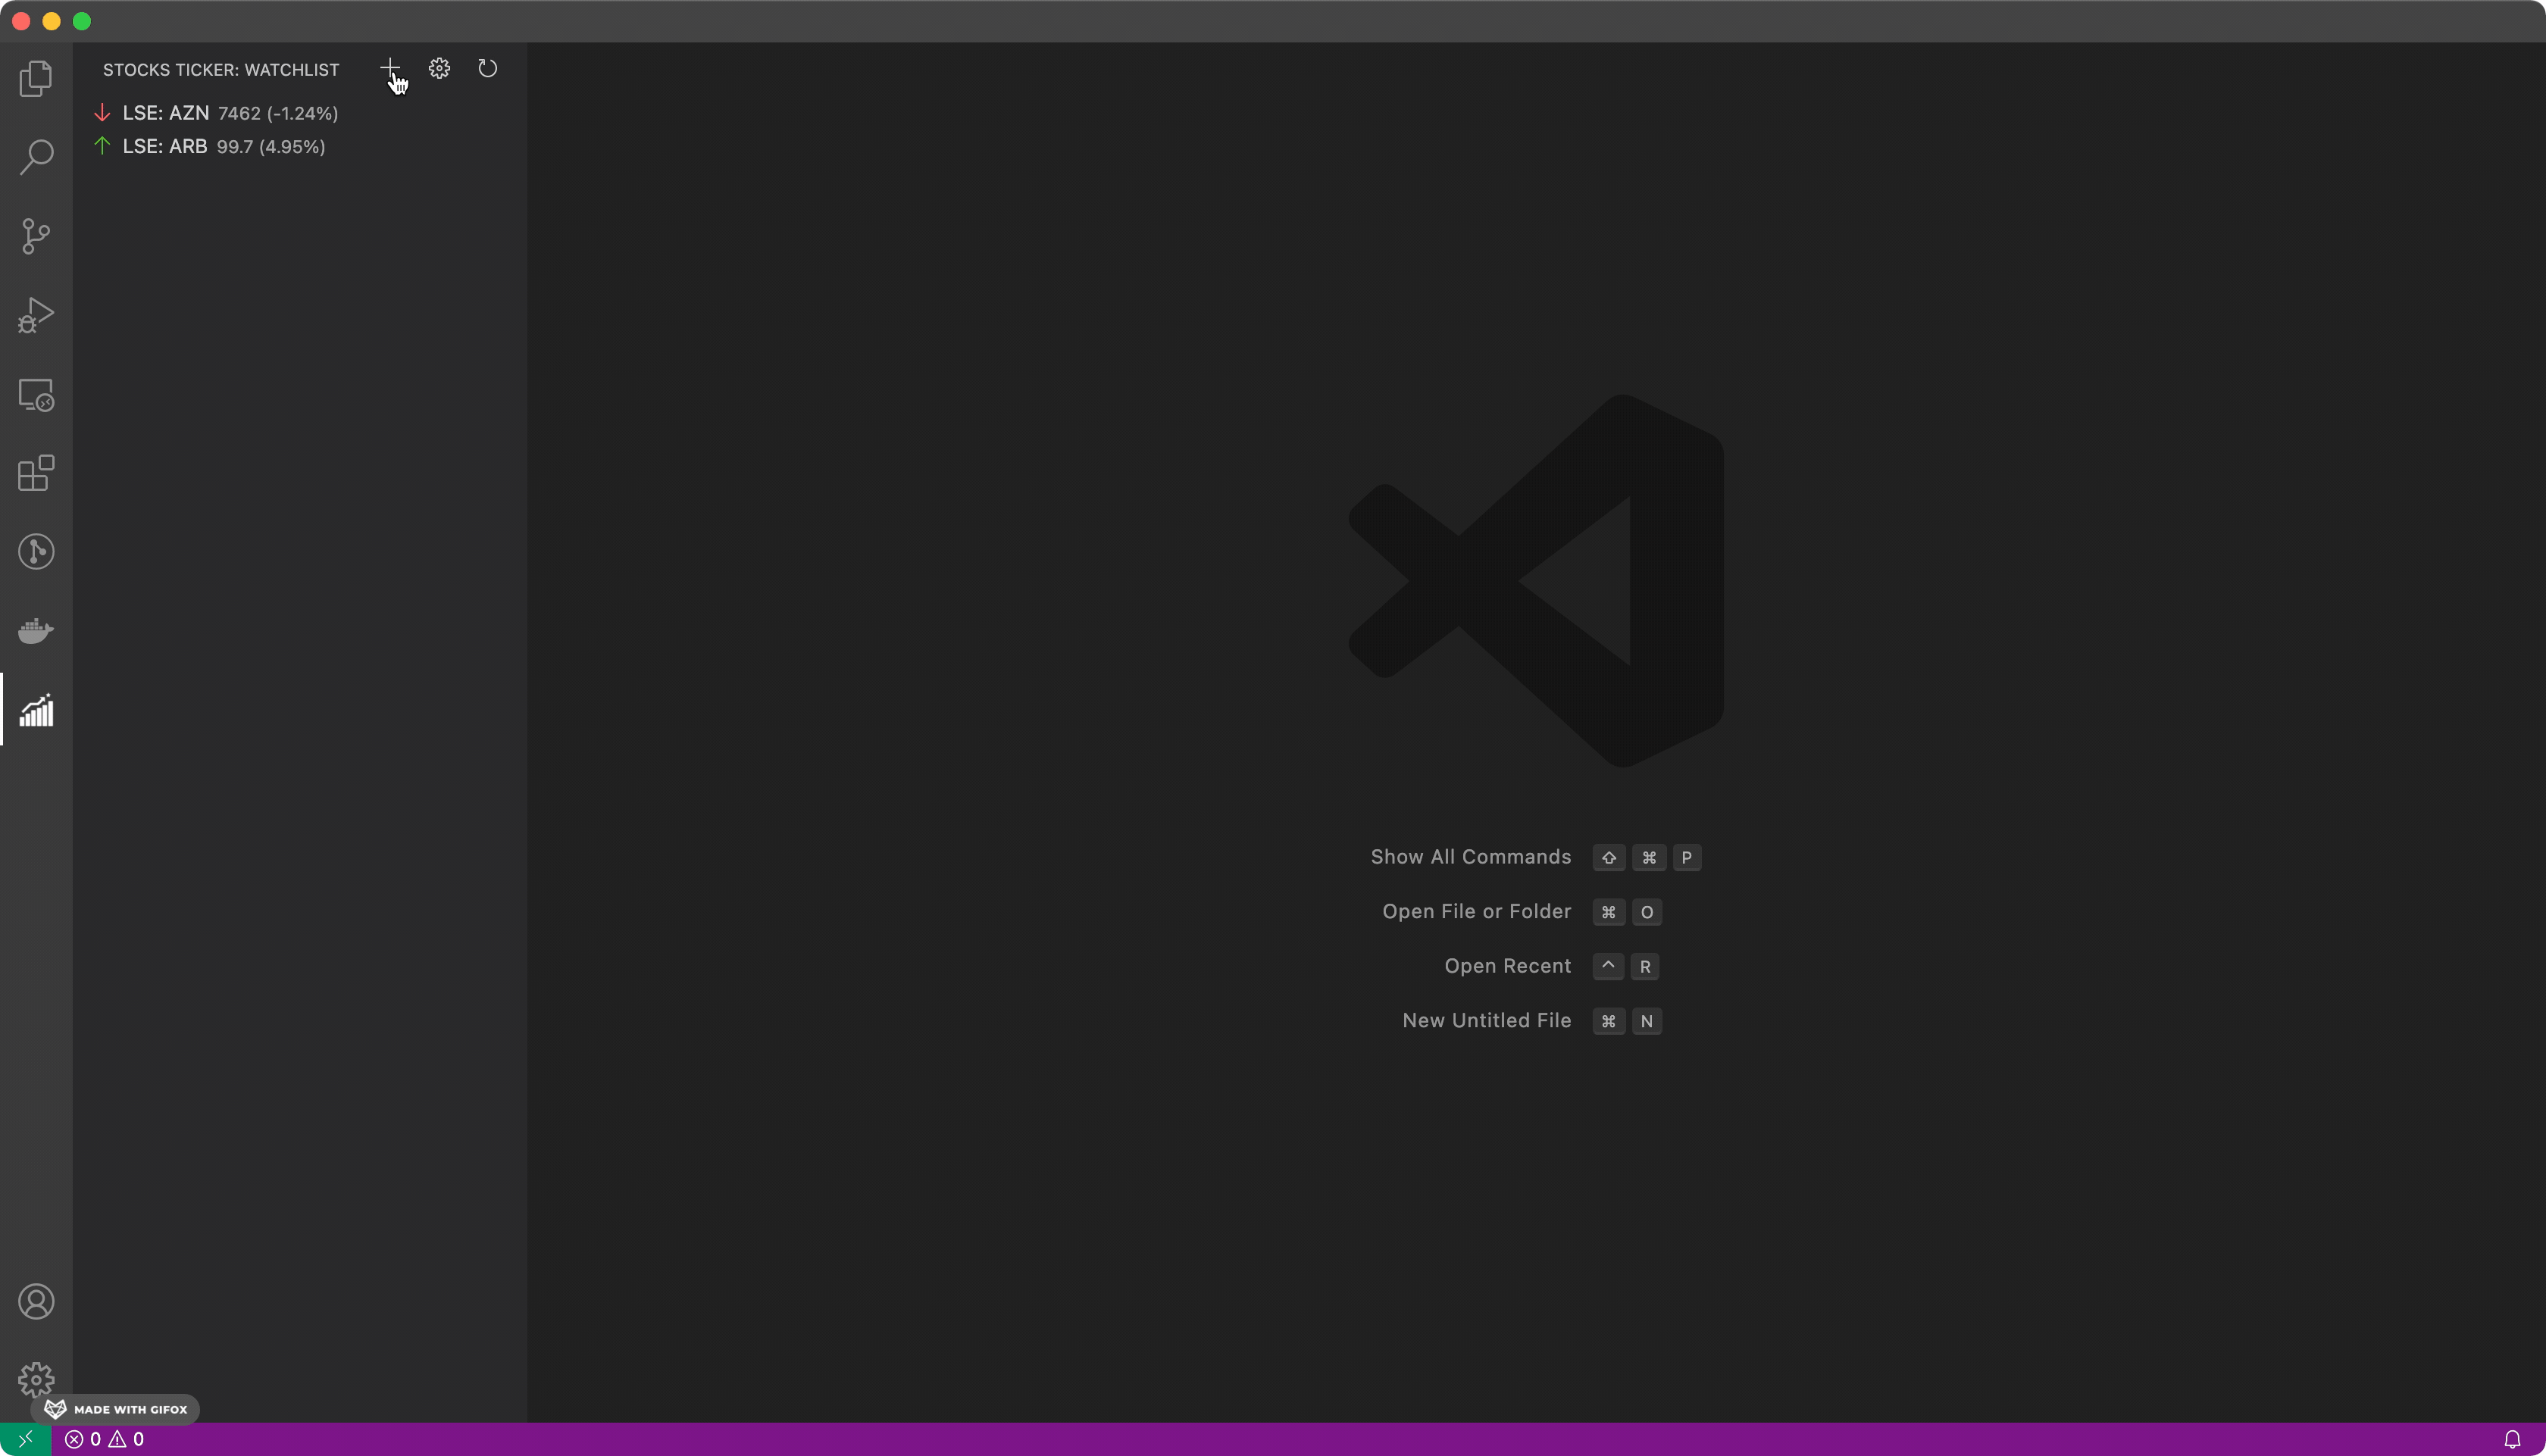 STOCKS TICKER: WATCHLIST
LSE: AZN 7462 (-1.24%)
LSE: ARB 99.7 (4.95%)
Show All Commands ⇧ ⌘ P
Open File or Folder ⌘ O
Open Recent ^ R
New Untitled File ⌘ N
MADE WITH GIFOX
0 0